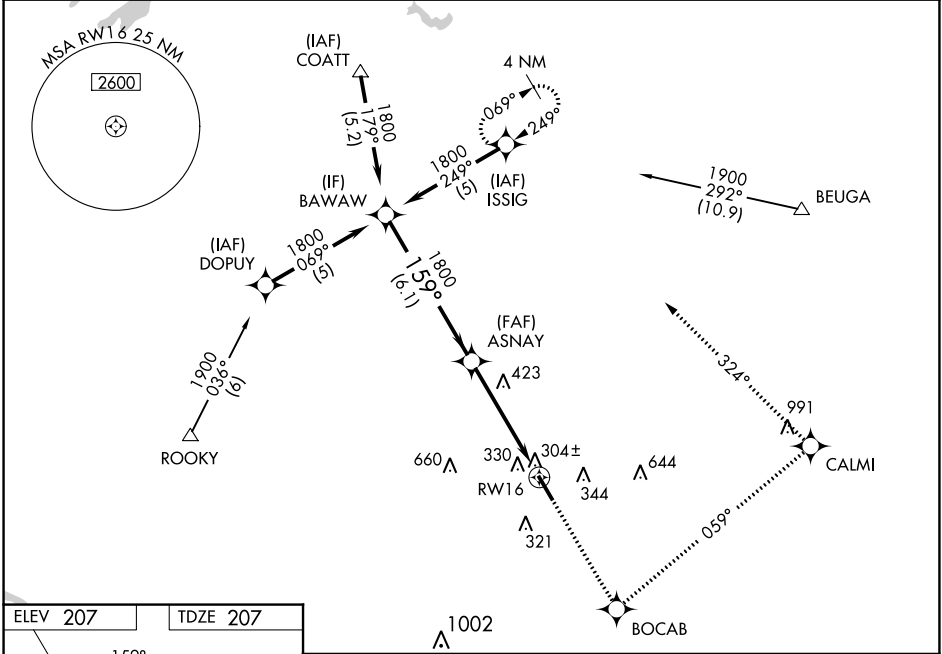 MSA RW16 25 NM
2600
(IAF)
COATT
1800
179°
(5.2)
4 NM
069°
249°
1800
249°
(5)
(IAF)
ISSIG
(IF)
BAWAW
1900
292°
(10.9)
BEUGA
(IAF)
DOPUY
1800
069°
(5)
1800
159°
(6.1)
(FAF)
ASNAY
423
1900
036°
(6)
ROOKY
324°
991
CALMI
660
330
304±
RW16
344
644
321
059°
BOCAB
1002
ELEV 207
TDZE 207
159°